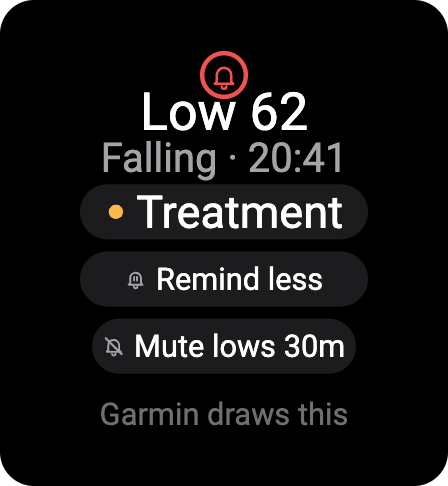 Low 62
Falling · 20:41
Treatment
Remind less
Mute lows 30m
Garmin draws this